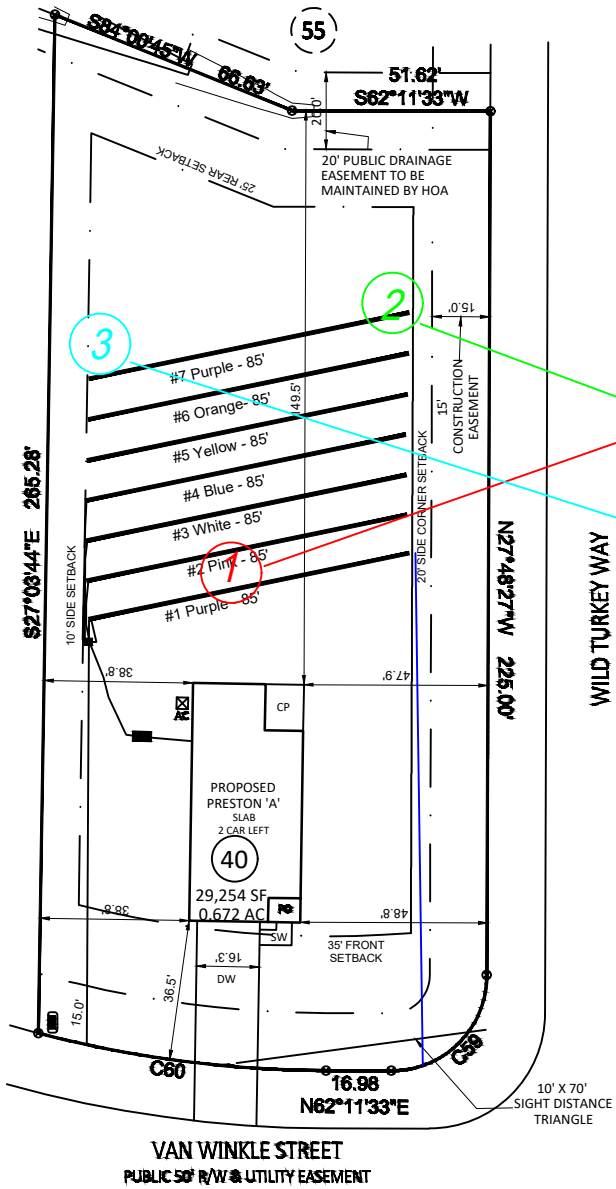 55
S84°00'45"W
66.63'
51.62'
S62°11'33"W
20.0'
20' PUBLIC DRAINAGE
EASEMENT TO BE
MAINTAINED BY HOA
25' REAR SETBACK
2
15.0'
3
#7 Purple - 85'
#6 Orange- 85'
149.5'
15'
CONSTRUCTION
EASEMENT
#5 Yellow - 85'
#4 Blue - 85'
#3 White - 85'
#2 Pink - 85'
1
#1 Purple - 85'
S27°03'44"E 265.28'
10' SIDE SETBACK
20' SIDE CORNER SETBACK
N27°48'27"W 225.00'
WILD TURKEY WAY
38.8'
47.9'
AC
CP
PROPOSED
PRESTON 'A'
SLAB
2 CAR LEFT
40
29,254 SF
0.672 AC
PO
38.8'
48.8'
SW
35' FRONT
SETBACK
16.3'
DW
36.5'
15.0'
C60
C59
16.98
N62°11'33"E
10' X 70'
SIGHT DISTANCE
TRIANGLE
VAN WINKLE STREET
PUBLIC 50' R/W & UTILITY EASEMENT